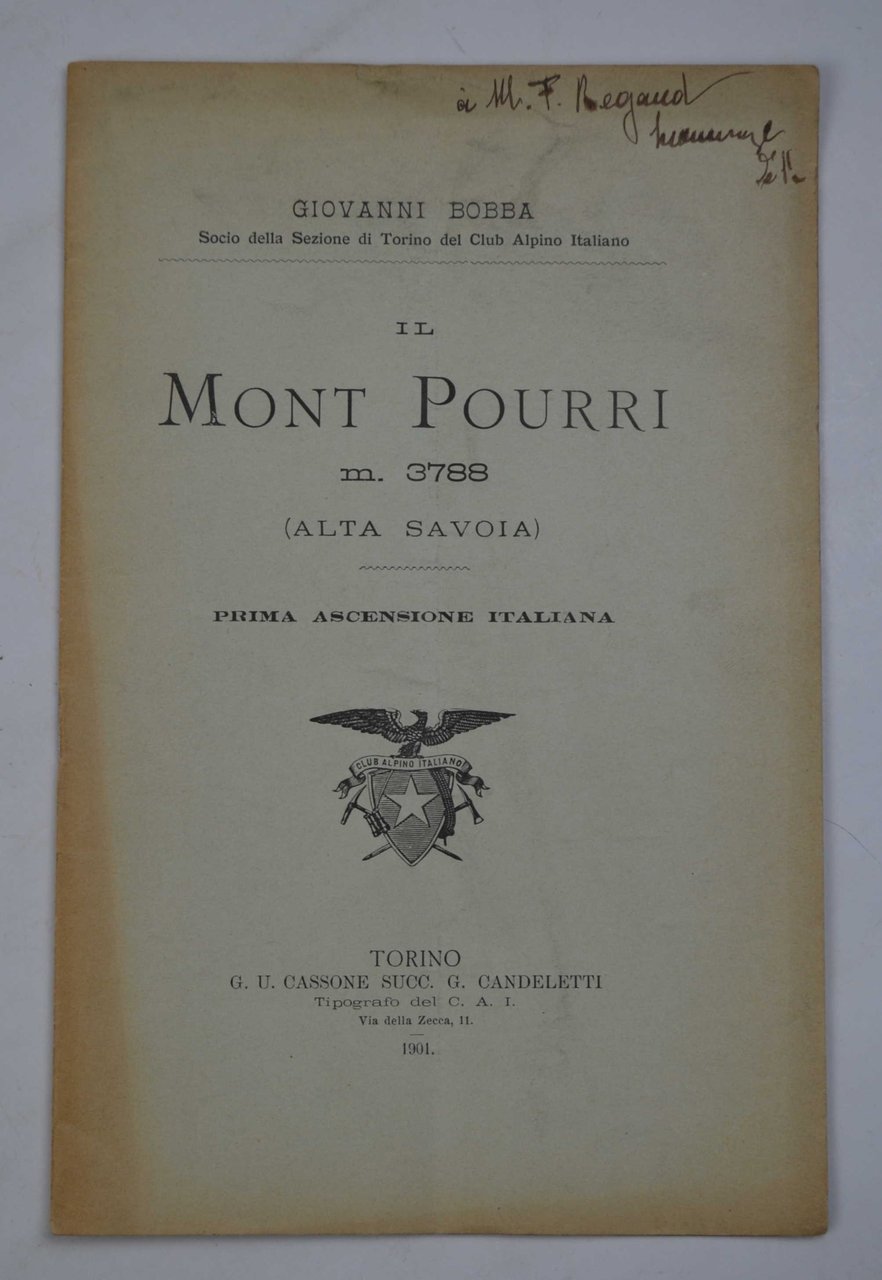 à M. F. Regaud
GIOVANNI BOBBA
Socio della Sezione di Torino del Club Alpino Italiano
IL
MONT POURRI
m. 3788
(ALTA SAVOIA)
PRIMA ASCENSIONE ITALIANA
CLUB ALPINO ITALIANO
TORINO
G. U. CASSONE SUCC. G. CANDELETTI
Tipografo del C. A. I.
Via della Zecca, 11.
1901.